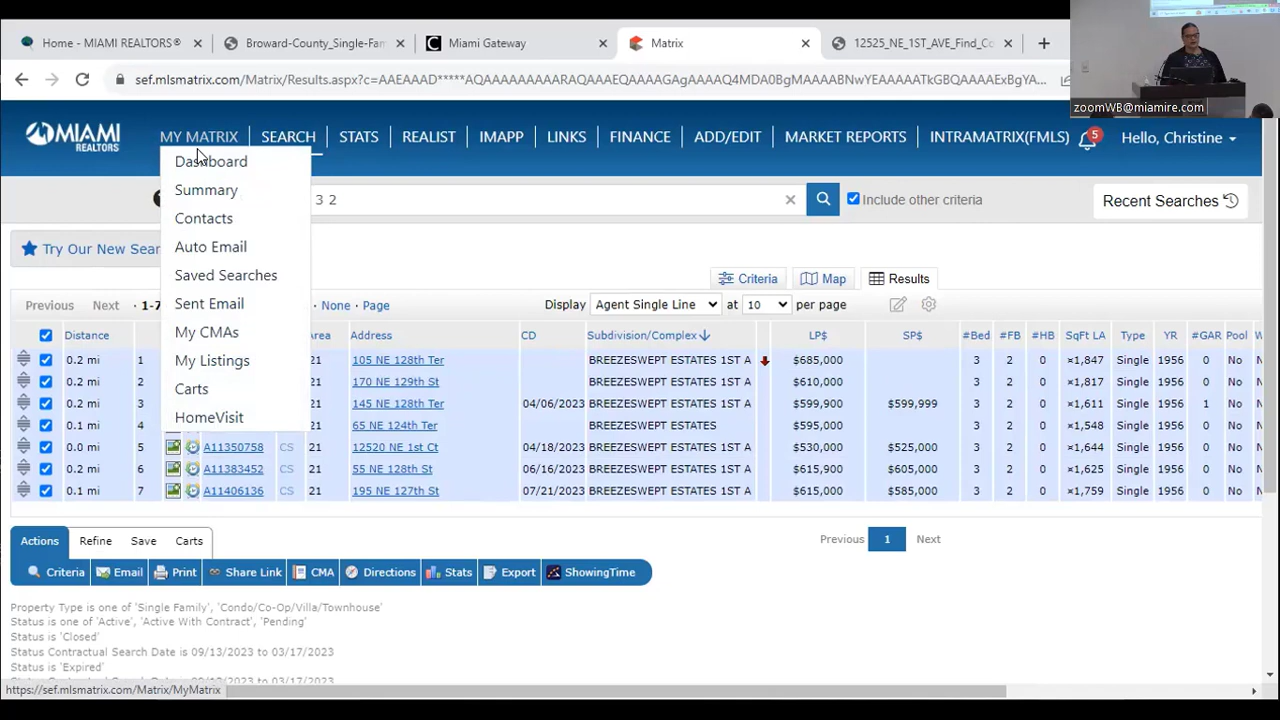 Home - MIAMI REALTORS®
Broward-County_Single-Fam
Miami Gateway
Matrix
12525_NE_1ST_AVE_Find_Co
sef.mlsmatrix.com/Matrix/Results.aspx?c=AAEAAAD*****AQAAAAAAAAARAQAAAEQAAAAGAgAAAAQ4MDA0BgMAAAABNwYEAAAAATkGBQAAAAExBgYA...
zoomWB@miamire.com
MIAMI REALTORS
MY MATRIX SEARCH STATS REALIST IMAPP LINKS FINANCE ADD/EDIT MARKET REPORTS INTRAMATRIX(FMLS) 5 Hello, Christine
Dashboard
Summary
Contacts
Auto Email
Saved Searches
Sent Email
My CMAs
My Listings
Carts
HomeVisit
3 2
Include other criteria
Recent Searches
Try Our New Sear
Criteria Map Results
Previous Next · 1-7 None · Page Display Agent Single Line at 10 per page
Distance Area Address CD Subdivision/Complex LP$ SP$ #Bed #FB #HB SqFt LA Type YR #GAR Pool W
0.2 mi 1 21 105 NE 128th Ter BREEZESWEPT ESTATES 1ST A $685,000 3 2 0 ×1,847 Single 1956 0 No
0.2 mi 2 21 170 NE 129th St BREEZESWEPT ESTATES 1ST A $610,000 3 2 0 ×1,817 Single 1956 0 No
0.2 mi 3 21 145 NE 128th Ter 04/06/2023 BREEZESWEPT ESTATES 1ST A $599,900 $599,999 3 2 0 ×1,611 Single 1956 1 No
0.1 mi 4 21 65 NE 124th Ter BREEZESWEPT ESTATES 1ST A $595,000 3 2 0 ×1,548 Single 1956 0 No
0.0 mi 5 A11350758 CS 21 12520 NE 1st Ct 04/18/2023 BREEZESWEPT ESTATES 1ST A $530,000 $525,000 3 2 0 ×1,644 Single 1956 0 No
0.2 mi 6 A11383452 CS 21 55 NE 128th St 06/16/2023 BREEZESWEPT ESTATES 1ST A $615,900 $605,000 3 2 0 ×1,625 Single 1956 0 No
0.1 mi 7 A11406136 CS 21 195 NE 127th St 07/21/2023 BREEZESWEPT ESTATES 1ST A $615,000 $585,000 3 2 0 ×1,759 Single 1956 0 No
Actions Refine Save Carts
Previous 1 Next
Criteria Email Print Share Link CMA Directions Stats Export ShowingTime
Property Type is one of 'Single Family', 'Condo/Co-Op/Villa/Townhouse'
Status is one of 'Active', 'Active With Contract', 'Pending'
Status is 'Closed'
Status Contractual Search Date is 09/13/2023 to 03/17/2023
Status is 'Expired'
https://sef.mlsmatrix.com/Matrix/MyMatrix